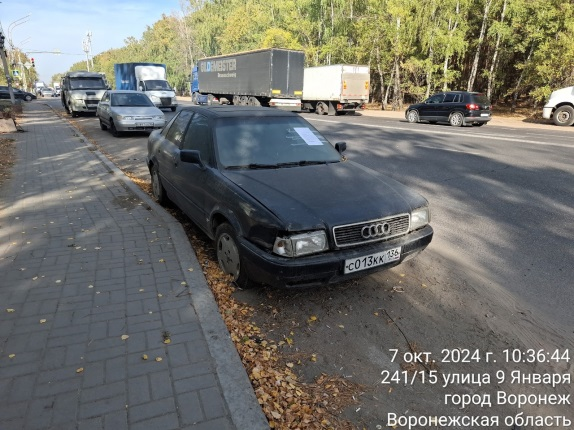 С013КК 136
7 окт. 2024 г. 10:36:44
241/15 улица 9 Января
город Воронеж
Воронежская область